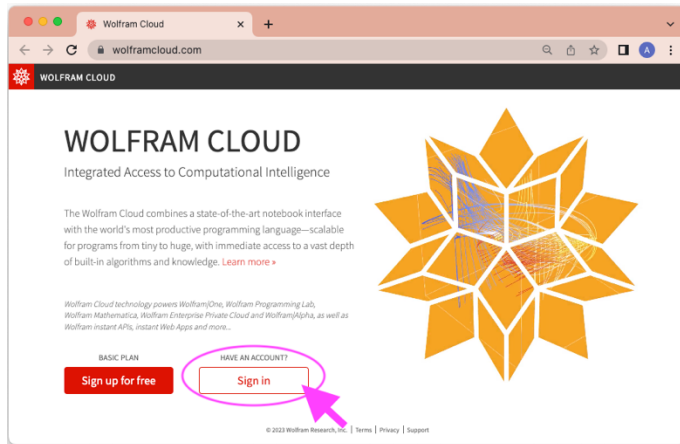 Wolfram Cloud
wolframcloud.com
A
WOLFRAM CLOUD
WOLFRAM CLOUD
Integrated Access to Computational Intelligence
The Wolfram Cloud combines a state-of-the-art notebook interface
with the world's most productive programming language—scalable
for programs from tiny to huge, with immediate access to a vast depth
of built-in algorithms and knowledge. Learn more »
Wolfram Cloud technology powers Wolfram|One, Wolfram Programming Lab,
Wolfram Mathematica, Wolfram Enterprise Private Cloud and Wolfram|Alpha, as well as
Wolfram instant APIs, instant Web Apps and more...
BASIC PLAN
Sign up for free
HAVE AN ACCOUNT?
Sign in
© 2023 Wolfram Research, Inc. | Terms | Privacy | Support